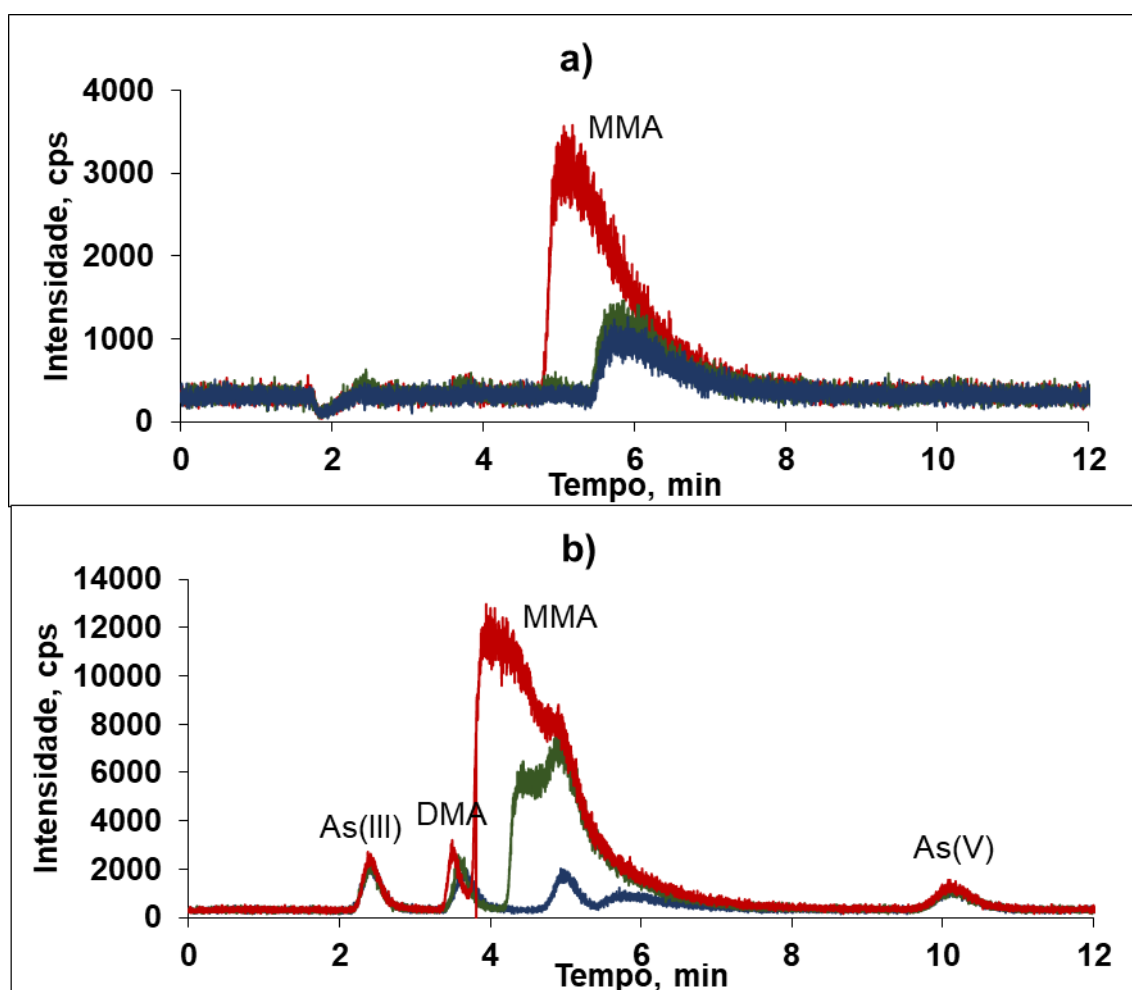 a)
4000
3000
2000
1000
0
Intensidade, cps
MMA
0 2 4 6 8 10 12
Tempo, min
b)
14000
12000
10000
8000
6000
4000
2000
0
Intensidade, cps
MMA
As(III)
DMA
As(V)
0 2 4 6 8 10 12
Tempo, min